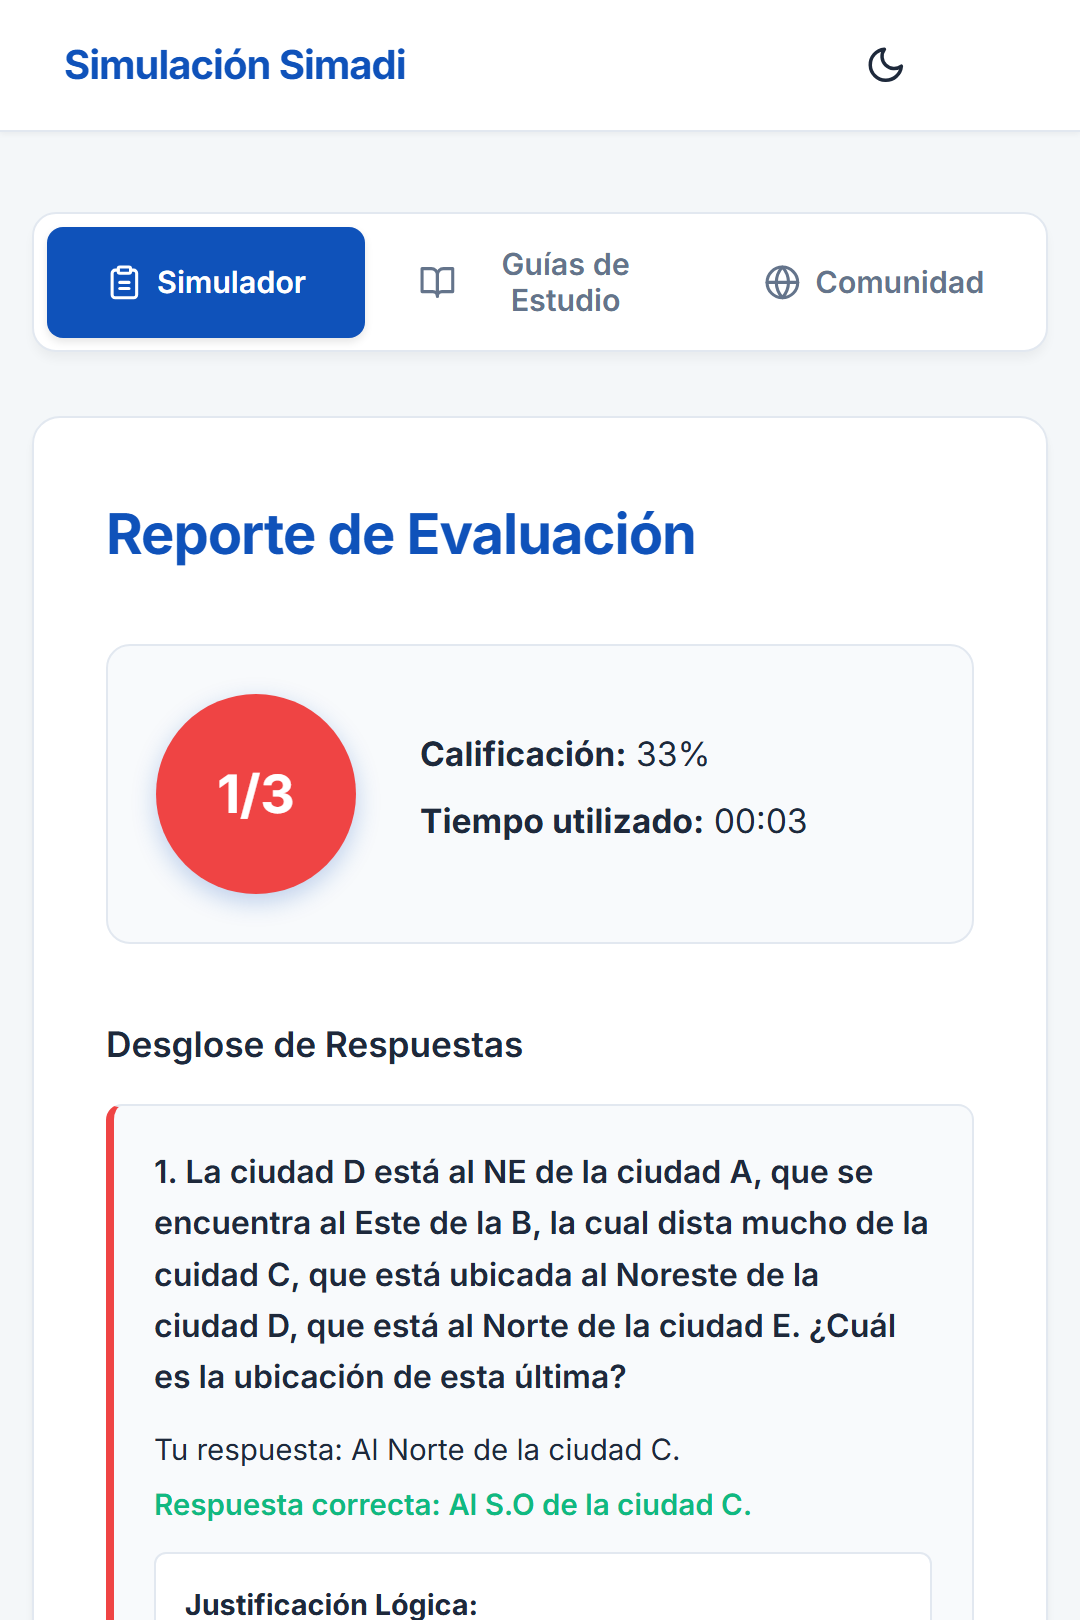 Simulación Simadi
Simulador
Guías de
Estudio
Comunidad
Reporte de Evaluación
1/3
Calificación: 33%
Tiempo utilizado: 00:03
Desglose de Respuestas
1. La ciudad D está al NE de la ciudad A, que se
encuentra al Este de la B, la cual dista mucho de la
cuidad C, que está ubicada al Noreste de la
ciudad D, que está al Norte de la ciudad E. ¿Cuál
es la ubicación de esta última?
Tu respuesta: Al Norte de la ciudad C.
Respuesta correcta: Al S.O de la ciudad C.
Justificación Lógica: